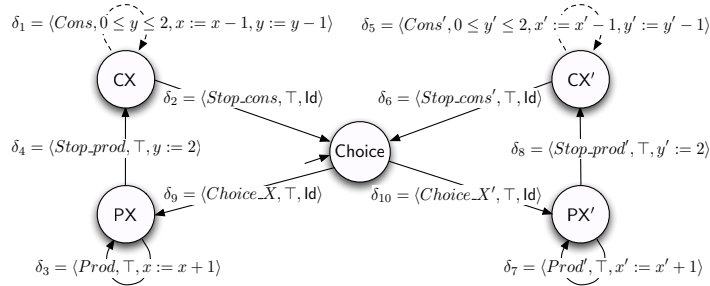 δ₁ = ⟨Cons, 0 ≤ y ≤ 2, x := x − 1, y := y − 1⟩
δ₅ = ⟨Cons′, 0 ≤ y′ ≤ 2, x′ := x′ − 1, y′ := y′ − 1⟩
CX
CX′
δ₂ = ⟨Stop_cons, ⊤, Id⟩
δ₆ = ⟨Stop_cons′, ⊤, Id⟩
δ₄ = ⟨Stop_prod, ⊤, y := 2⟩
Choice
δ₈ = ⟨Stop_prod′, ⊤, y′ := 2⟩
δ₉ = ⟨Choice_X, ⊤, Id⟩
δ₁₀ = ⟨Choice_X′, ⊤, Id⟩
PX
PX′
δ₃ = ⟨Prod, ⊤, x := x + 1⟩
δ₇ = ⟨Prod′, ⊤, x′ := x′ + 1⟩